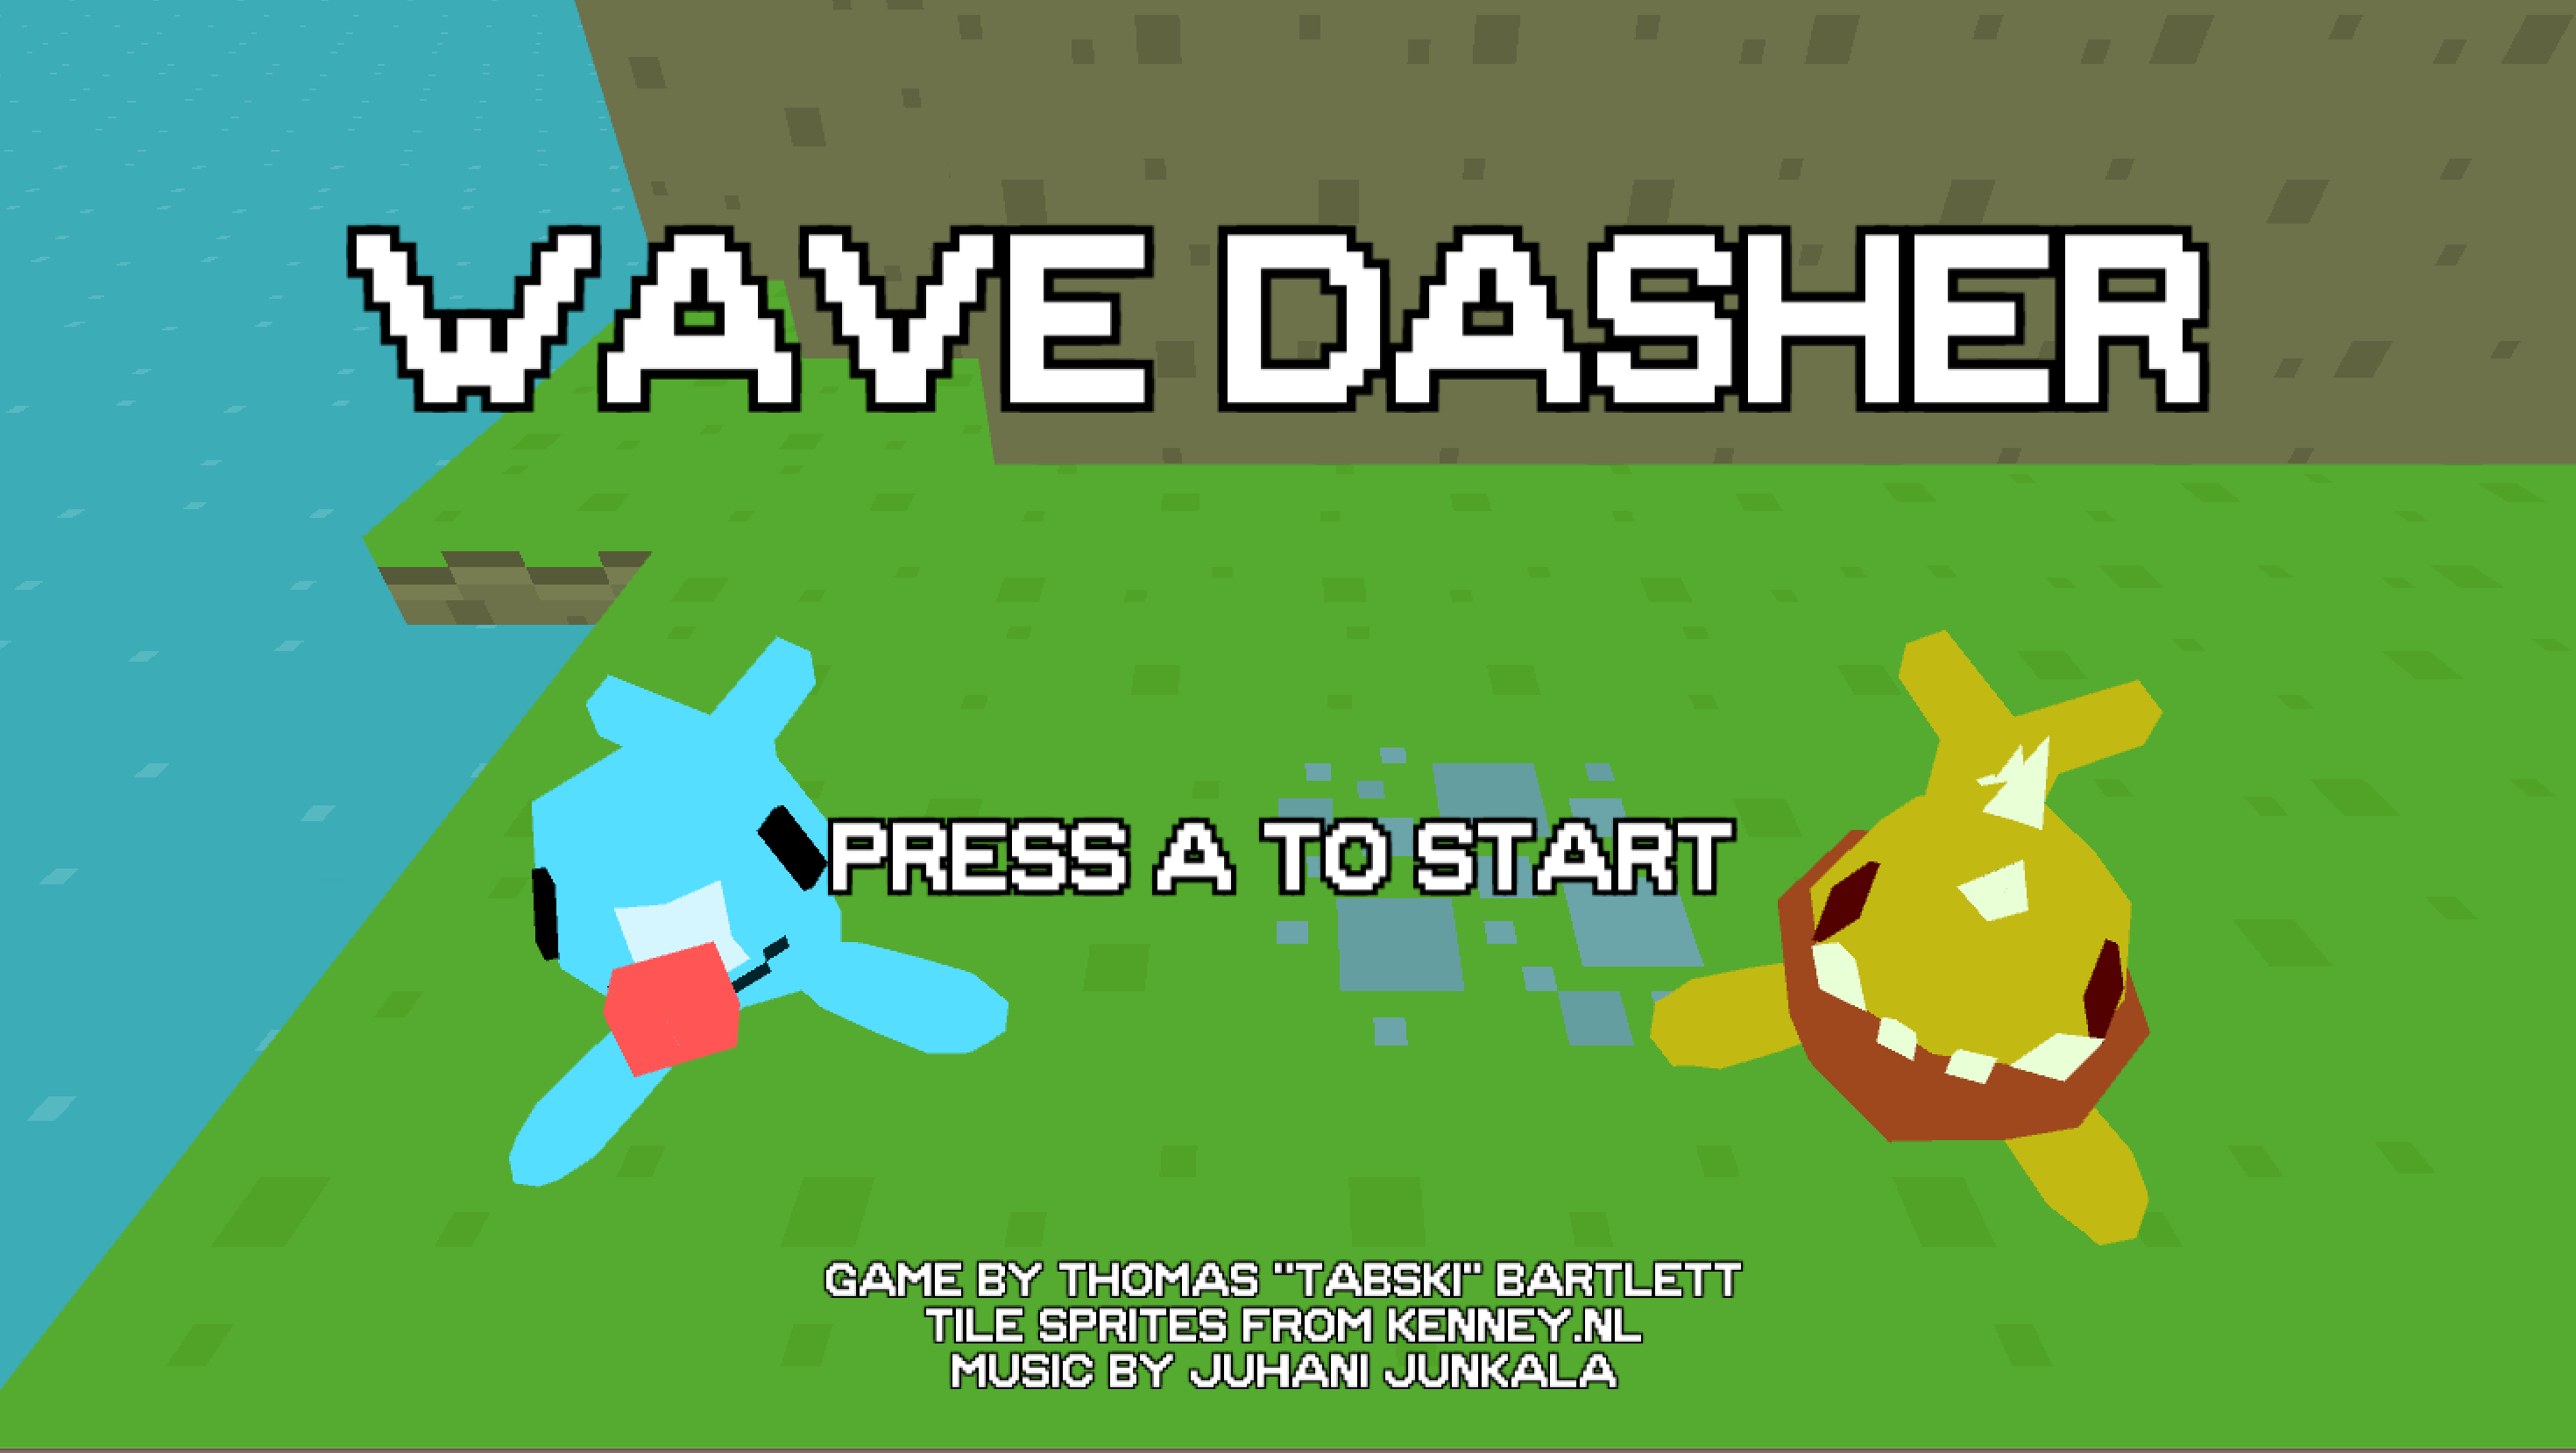 WAVE DASHER
PRESS A TO START
GAME BY THOMAS "TABSKI" BARTLETT
TILE SPRITES FROM KENNEY.NL
MUSIC BY JUHANI JUNKALA